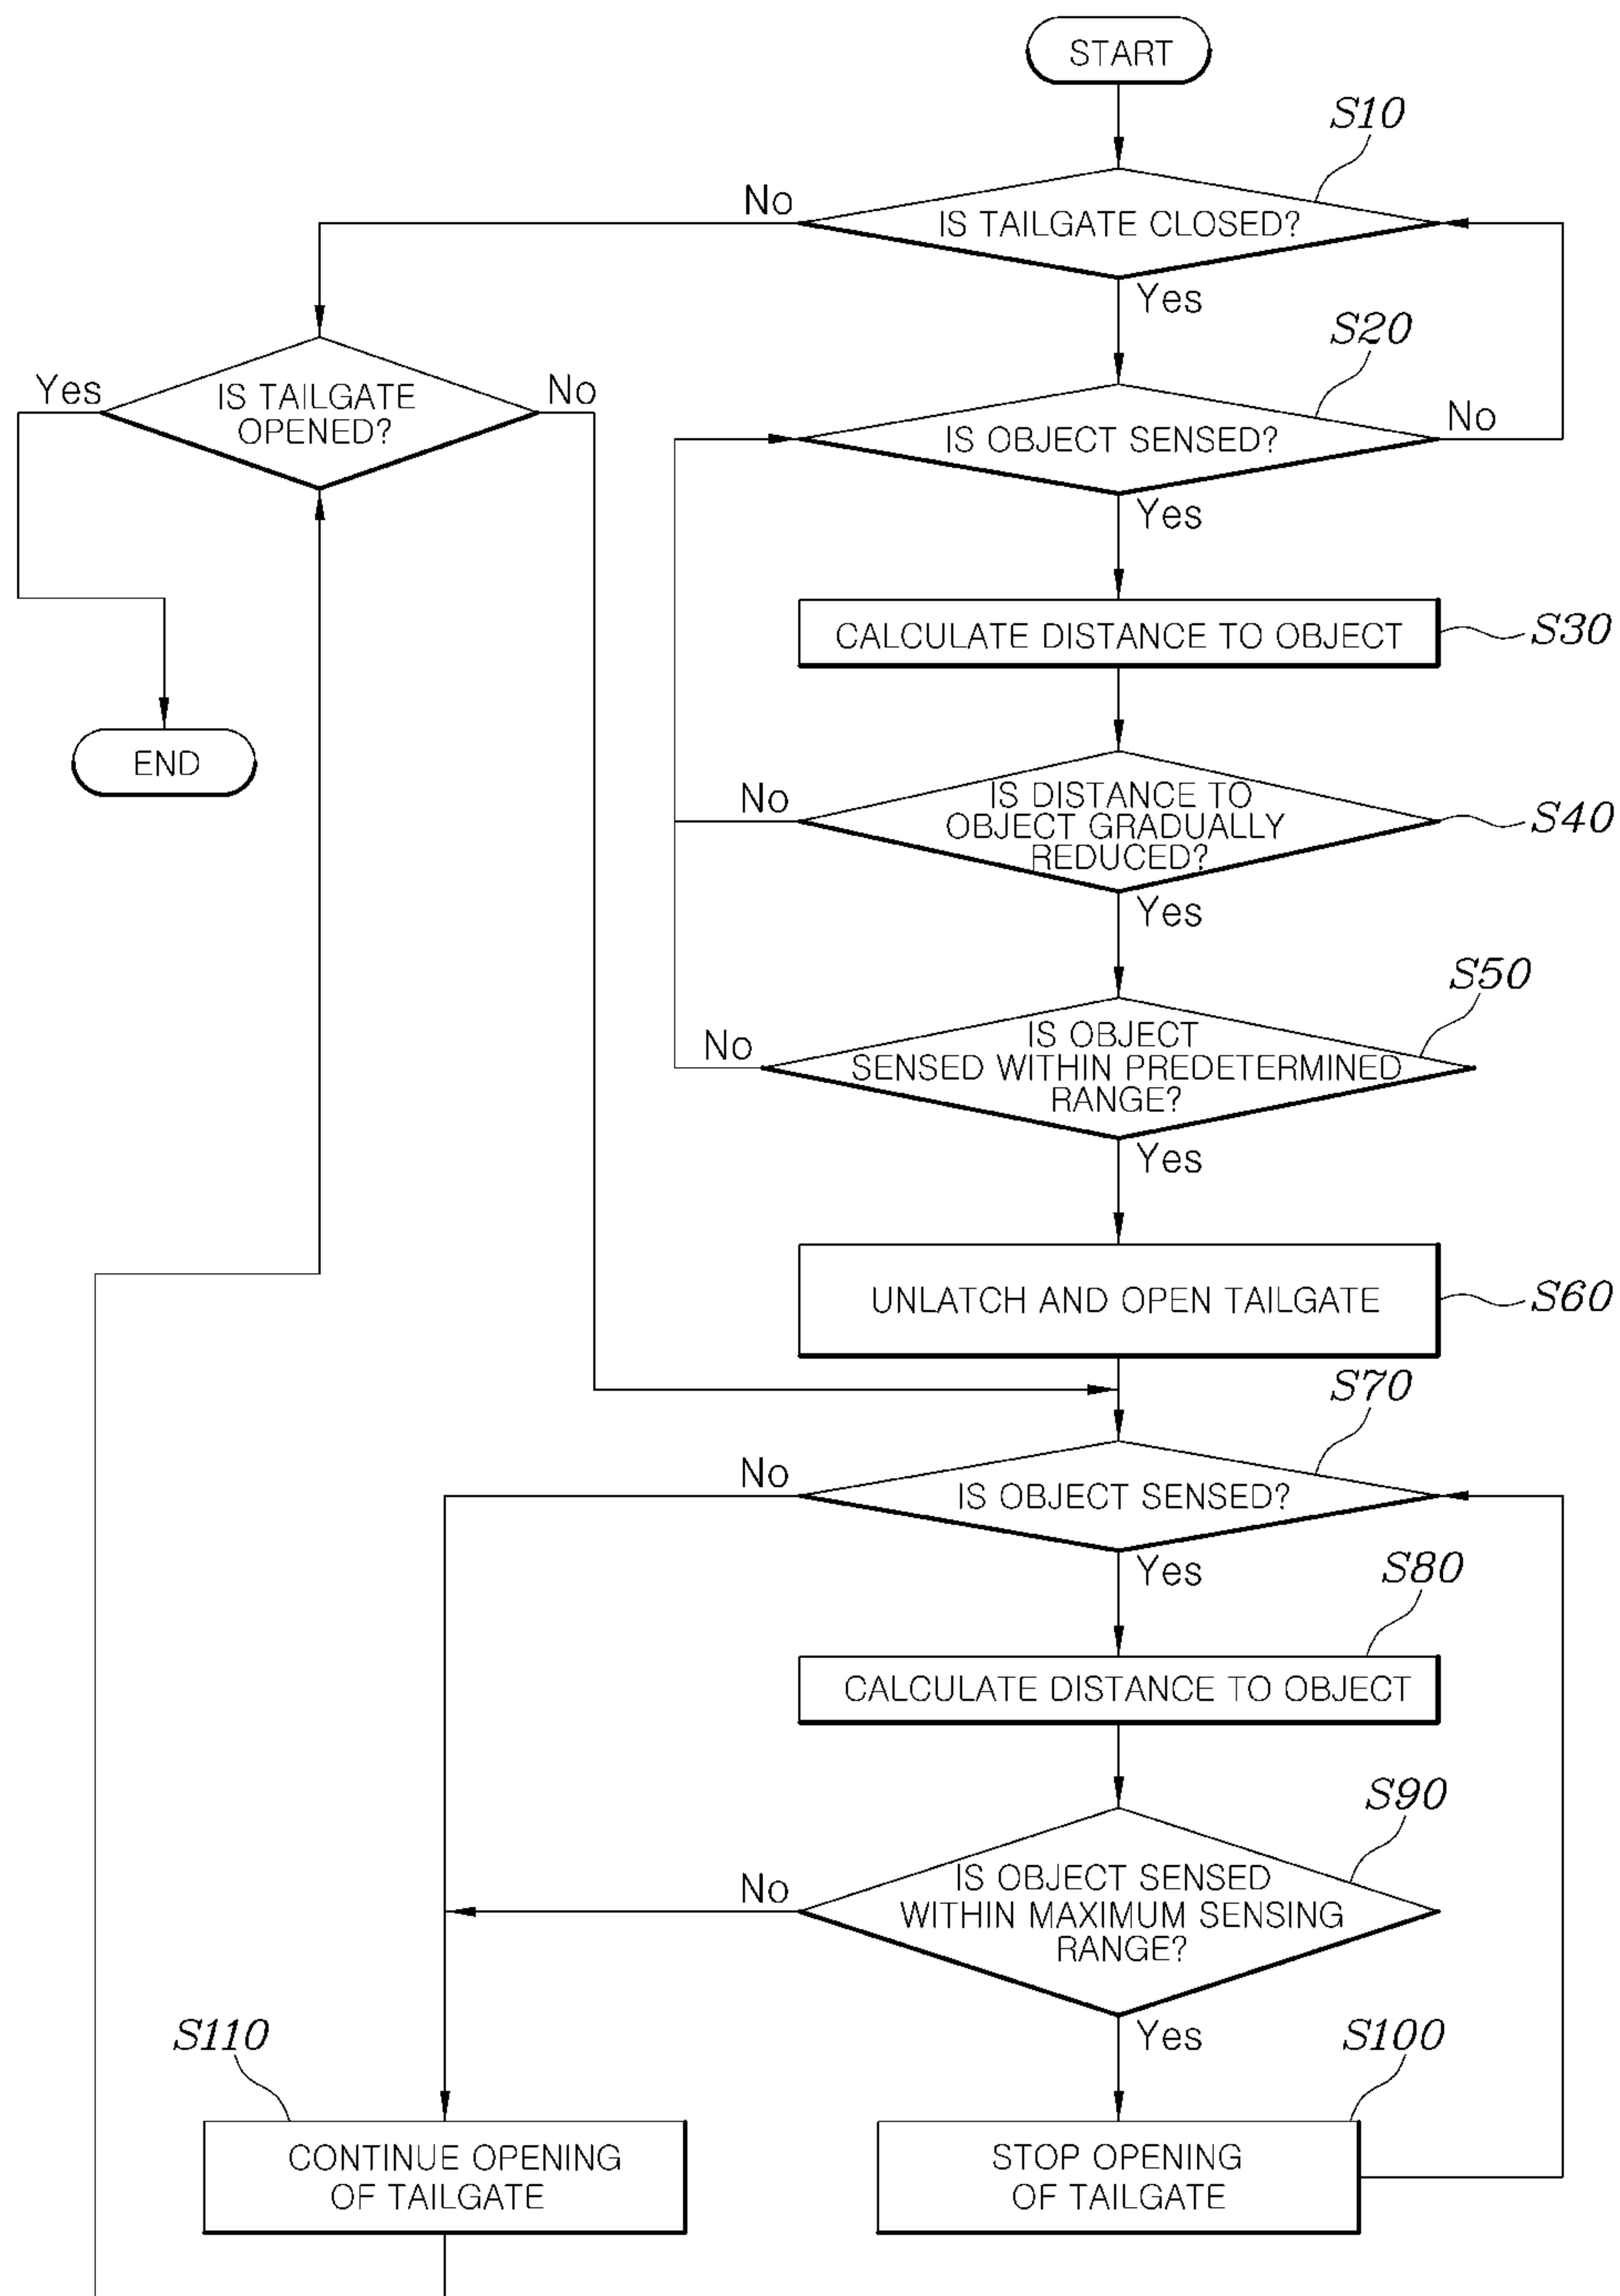 START
S10
No
IS TAILGATE CLOSED?
Yes
S20
Yes
IS TAILGATE
OPENED?
No
IS OBJECT SENSED?
No
Yes
CALCULATE DISTANCE TO OBJECT
S30
END
No
IS DISTANCE TO
OBJECT GRADUALLY
REDUCED?
S40
Yes
S50
No
IS OBJECT
SENSED WITHIN PREDETERMINED
RANGE?
Yes
UNLATCH AND OPEN TAILGATE
S60
S70
No
IS OBJECT SENSED?
Yes
S80
CALCULATE DISTANCE TO OBJECT
S90
No
IS OBJECT SENSED
WITHIN MAXIMUM SENSING
RANGE?
Yes
S110
S100
CONTINUE OPENING
OF TAILGATE
STOP OPENING
OF TAILGATE